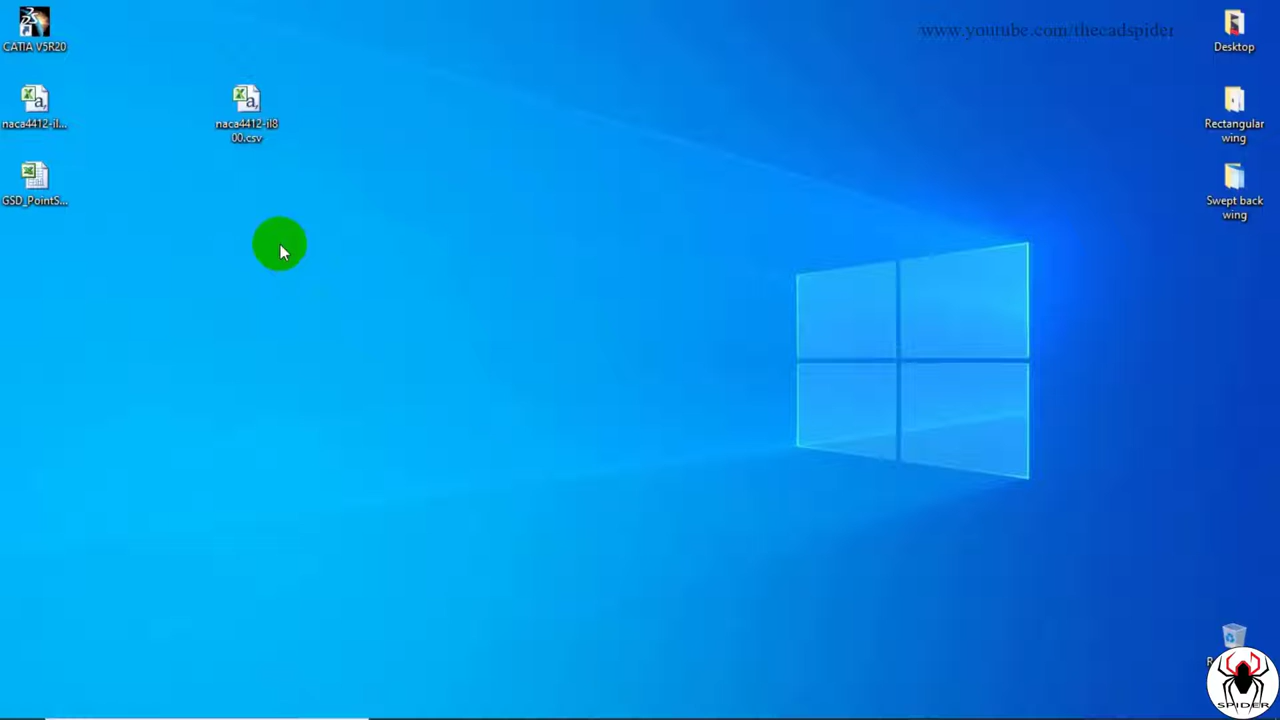 www.youtube.com/thecadspider
CATIA V5R20
naca4412-il...
GSD_PointS...
naca4412-il8
00.csv
Desktop
Rectangular
wing
Swept back
wing
SPIDER